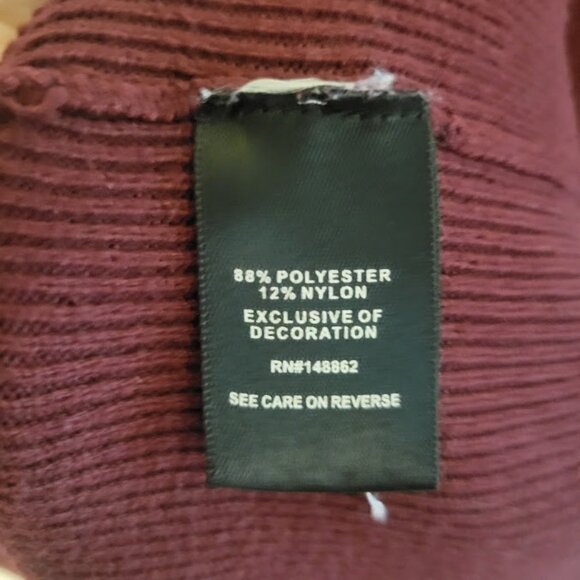 88% POLYESTER
12% NYLON
EXCLUSIVE OF
DECORATION
RN#148862
SEE CARE ON REVERSE